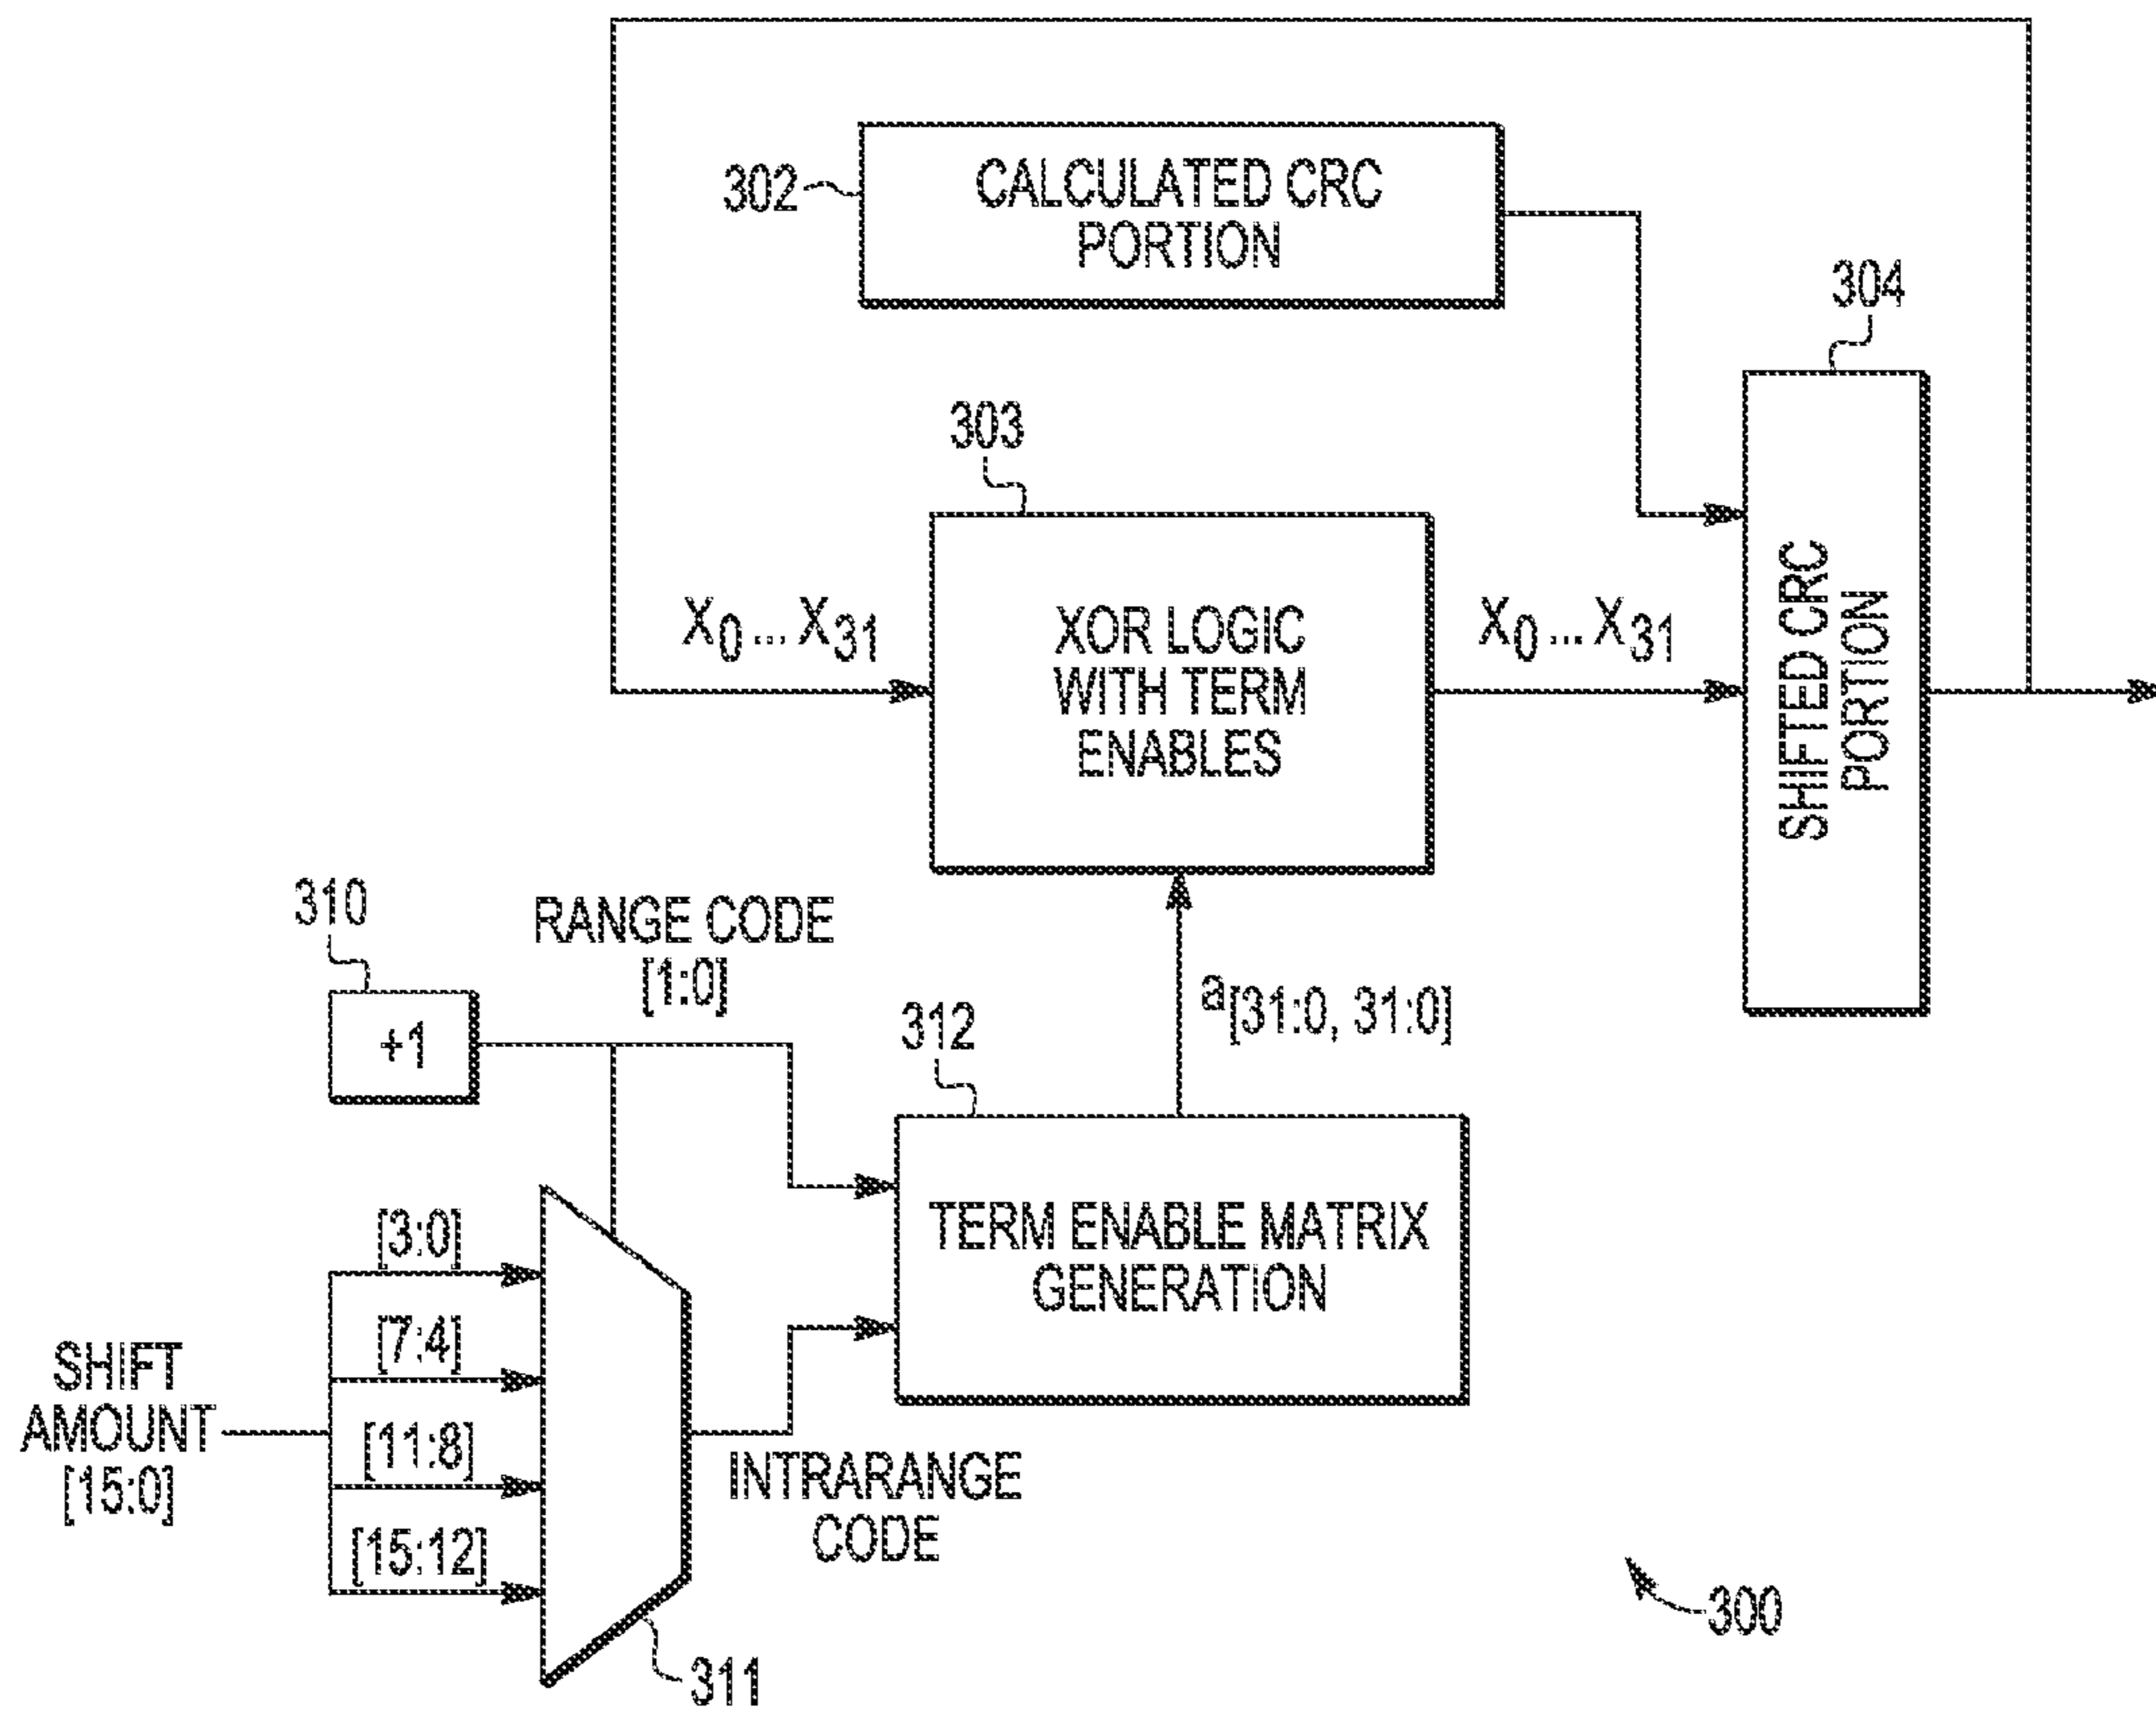 302
CALCULATED CRC
PORTION
304
303
X0 ... X31
XOR LOGIC
WITH TERM
ENABLES
X0 ... X31
SHIFTED CRC
PORTION
310
RANGE CODE
[1:0]
+1
a[31:0, 31:0]
312
TERM ENABLE MATRIX
GENERATION
[3:0]
[7:4]
SHIFT
AMOUNT
[15:0]
[11:8]
[15:12]
INTRARANGE
CODE
311
300